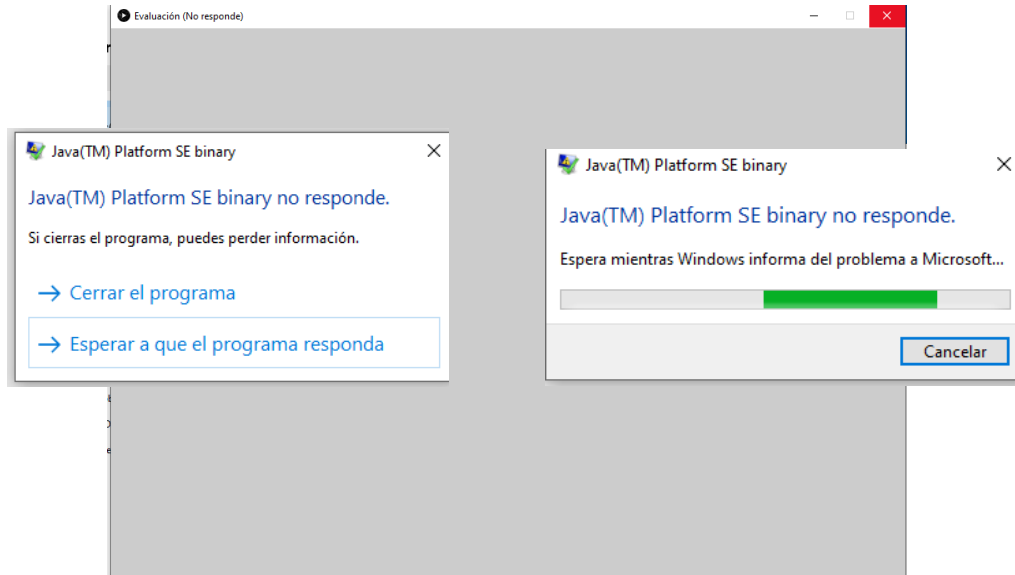 Evaluación (No responde)
Java(TM) Platform SE binary
Java(TM) Platform SE binary no responde.
Si cierras el programa, puedes perder información.
Cerrar el programa
Esperar a que el programa responda
Java(TM) Platform SE binary
Java(TM) Platform SE binary no responde.
Espera mientras Windows informa del problema a Microsoft...
Cancelar